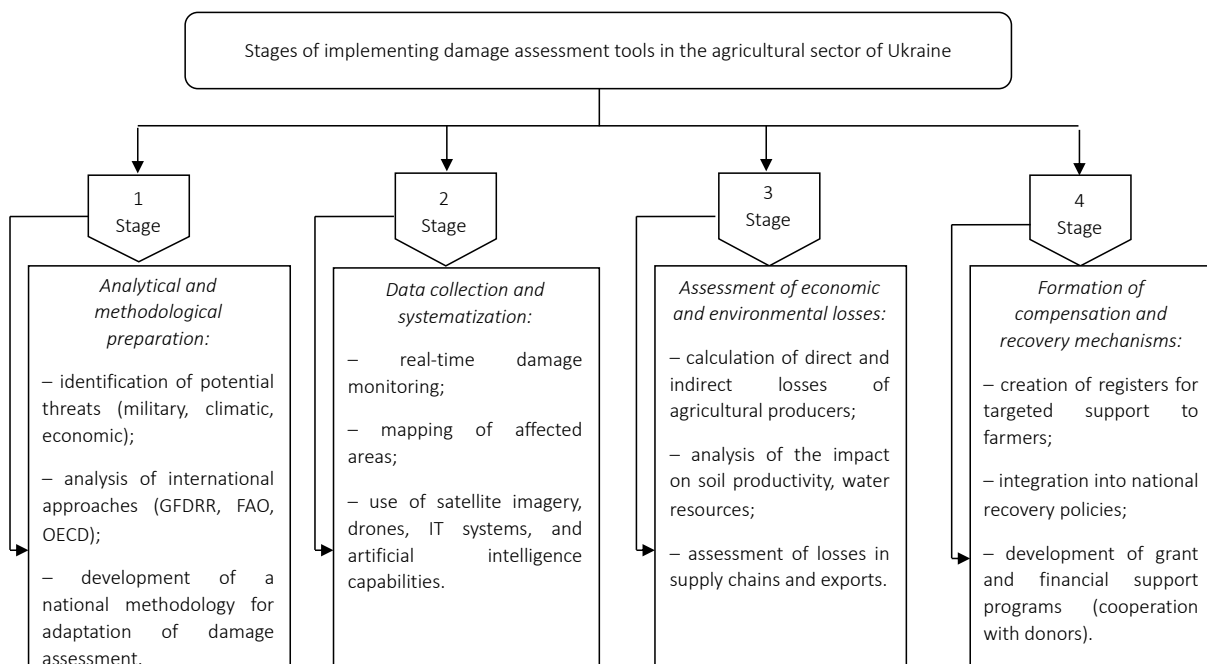 Stages of implementing damage assessment tools in the agricultural sector of Ukraine
1
Stage
Analytical and
methodological
preparation:
– identification of potential
threats (military, climatic,
economic);
– analysis of international
approaches (GFDRR, FAO,
OECD);
– development of a
national methodology for
adaptation of damage
assessment.
2
Stage
Data collection and
systematization:
– real-time damage
monitoring;
– mapping of affected
areas;
– use of satellite imagery,
drones, IT systems, and
artificial intelligence
capabilities.
3
Stage
Assessment of economic
and environmental losses:
– calculation of direct and
indirect losses of
agricultural producers;
– analysis of the impact
on soil productivity, water
resources;
– assessment of losses in
supply chains and exports.
4
Stage
Formation of
compensation and
recovery mechanisms:
– creation of registers for
targeted support to
farmers;
– integration into national
recovery policies;
– development of grant
and financial support
programs (cooperation
with donors).